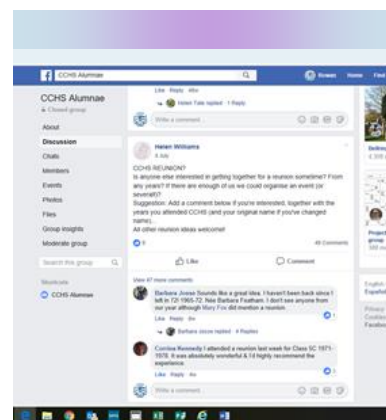 CCHS Alumnae
Rowan Home Find
CCHS Alumnae
Closed group
About
Discussion
Chats
Members
Events
Photos
Files
Group insights
Moderate group
Search this group
Shortcuts
CCHS Alumnae
Like Reply
Helen Tate replied 1 Reply
Write a comment...
Helen Williams
CCHS REUNION?
Is anyone else interested in getting together for a reunion sometime? From
any years? If there are enough of us we could organise an event (or
several)?
Suggestion: Add a comment below if you're interested, together with the
years you attended CCHS (and your original name if you've changed
name)...
All other reunion ideas welcome!
Like Comment
View 47 more comments
Barbara Josse Sounds like a great idea. I haven't been back since I
left in 72! 1965-72. Née Barbara Featham. I don't see anyone from
our year although Mary Fox did mention a reunion.
Like Reply
Barbara Josse replied 4 Replies
Corrina Kennedy I attended a reunion last week for Class SC 1971-
1978. It was absolutely wonderful & I'd highly recommend the
experience.
Like Reply
Write a comment...
English
Español
Privacy
Cookies